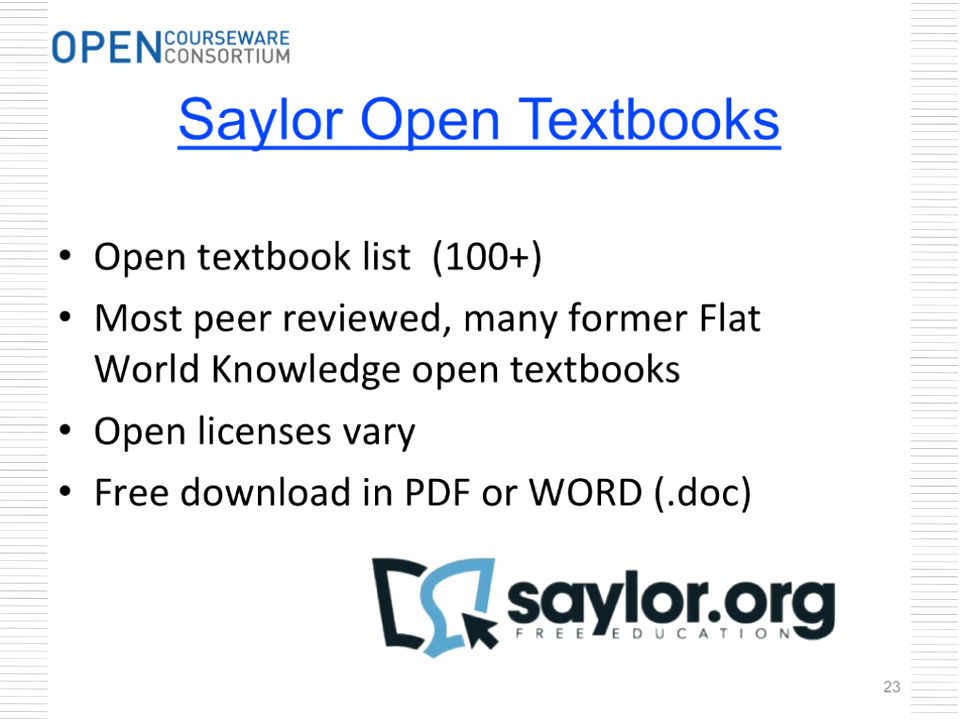 OPEN COURSEWARE
CONSORTIUM
Saylor Open Textbooks
• Open textbook list (100+)
• Most peer reviewed, many former Flat
World Knowledge open textbooks
• Open licenses vary
• Free download in PDF or WORD (.doc)
saylor.org
FREE EDUCATION
23